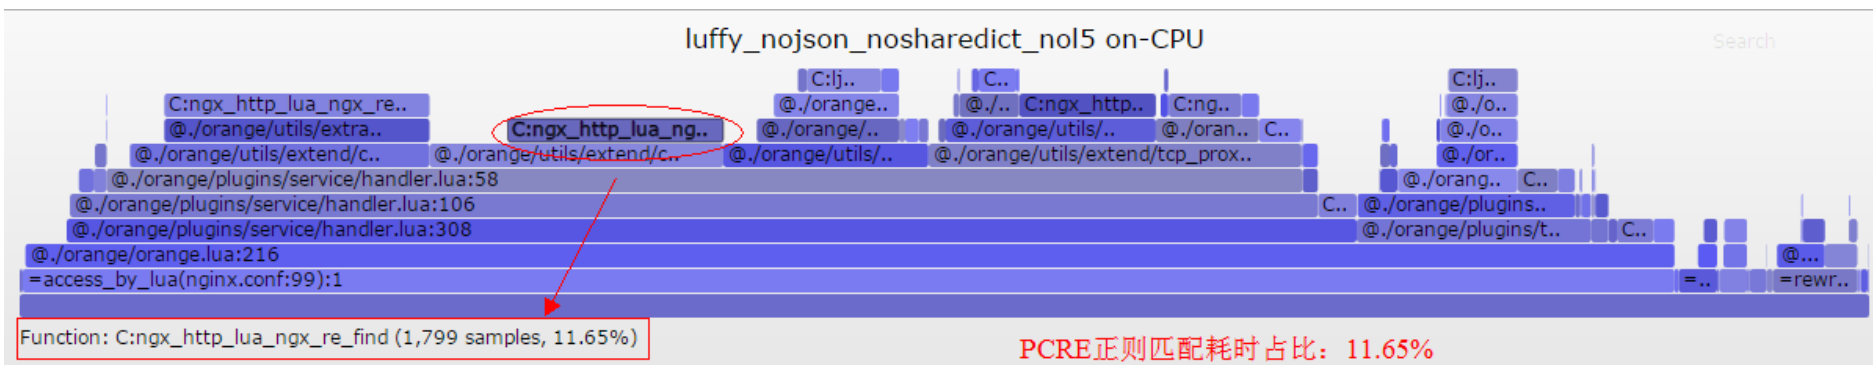 luffy_nojson_nosharedict_nol5 on-CPU
Search
C:lj.. C.. C:lj..
C:ngx_http_lua_ngx_re.. @./orange.. @./.. C:ngx_http.. C:ng.. @./o..
@./orange/utils/extra.. C:ngx_http_lua_ng.. @./orange/.. @./orange/utils/.. @./oran.. C.. @./o..
@./orange/utils/extend/c.. @./orange/utils/extend/c.. @./orange/utils/.. @./orange/utils/extend/tcp_prox.. @./or..
@./orange/plugins/service/handler.lua:58 @./orang.. C..
@./orange/plugins/service/handler.lua:106 C.. @./orange/plugins..
@./orange/plugins/service/handler.lua:308 @./orange/plugins/t.. C..
@./orange/orange.lua:216 @...
=access_by_lua(nginx.conf:99):1 =.. =rewr..
Function: C:ngx_http_lua_ngx_re_find (1,799 samples, 11.65%)
PCRE正则匹配耗时占比：11.65%